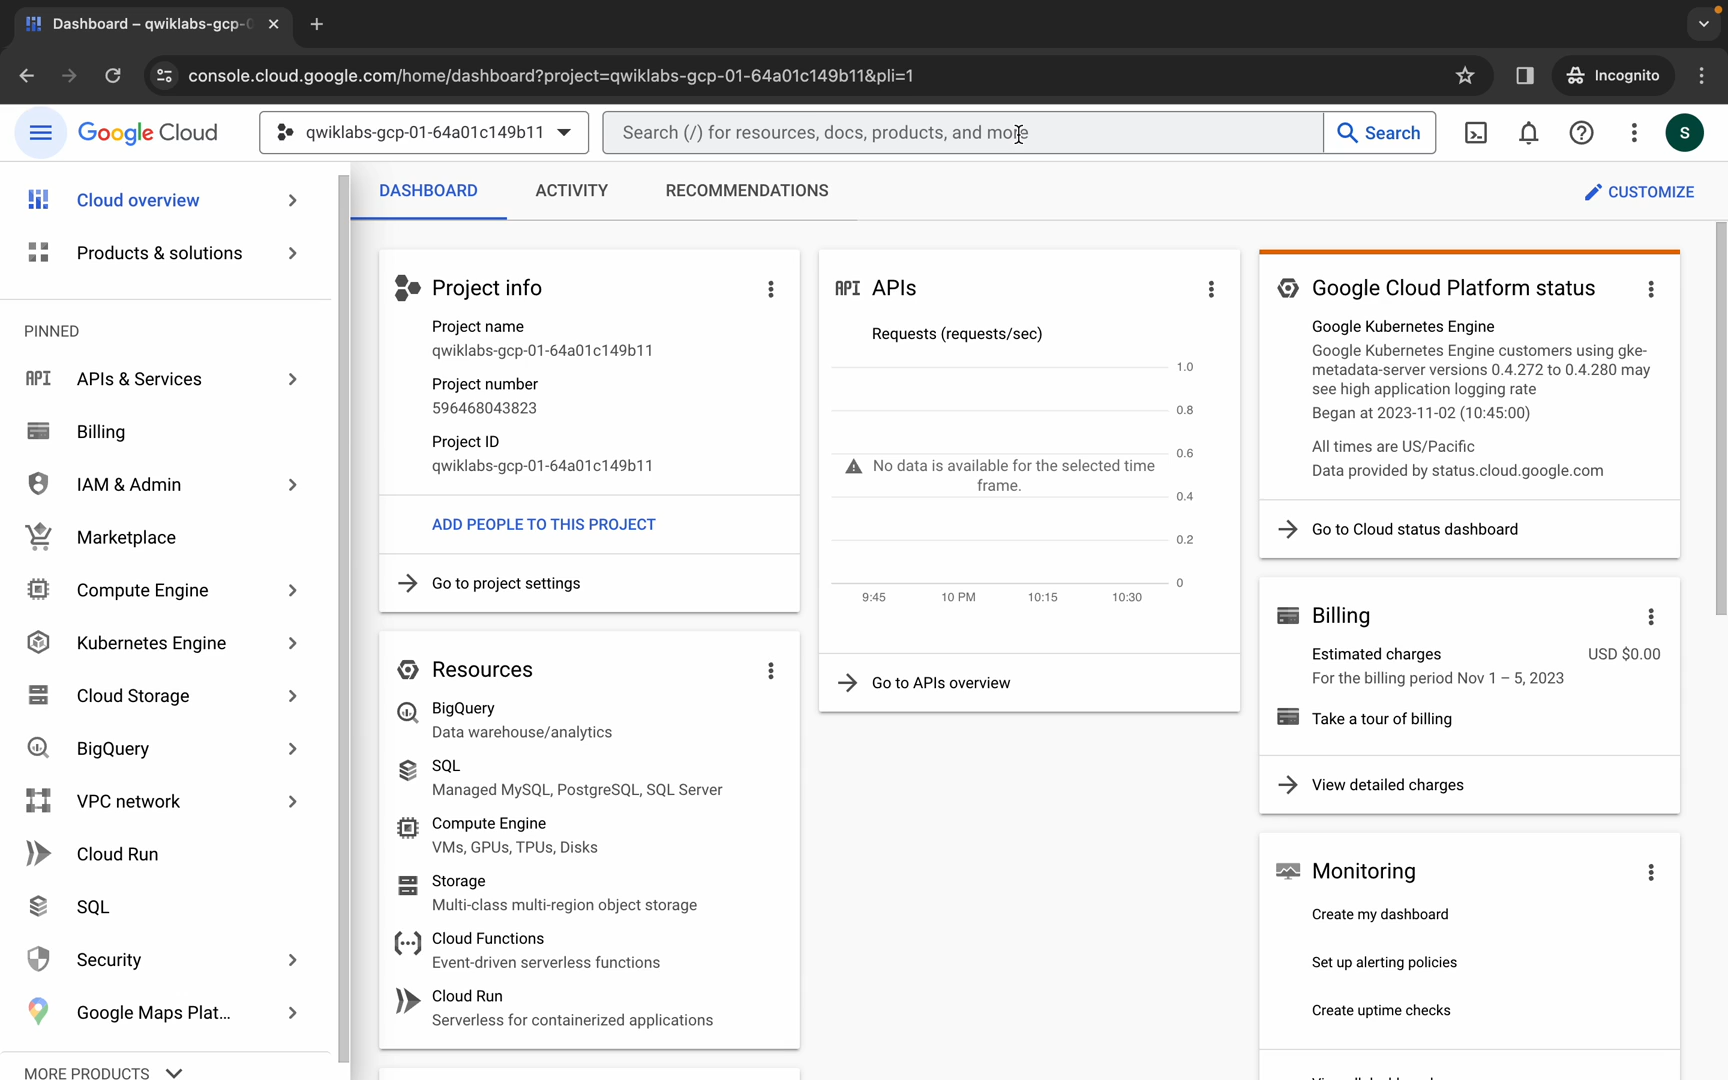 Dashboard – qwiklabs-gcp-0
console.cloud.google.com/home/dashboard?project=qwiklabs-gcp-01-64a01c149b11&pli=1
Incognito
Google Cloud
qwiklabs-gcp-01-64a01c149b11
Search (/) for resources, docs, products, and more
Search
S
Cloud overview
Products & solutions
PINNED
API APIs & Services
Billing
IAM & Admin
Marketplace
Compute Engine
Kubernetes Engine
Cloud Storage
BigQuery
VPC network
Cloud Run
SQL
Security
Google Maps Plat...
MORE PRODUCTS
DASHBOARD
ACTIVITY
RECOMMENDATIONS
CUSTOMIZE
Project info
Project name
qwiklabs-gcp-01-64a01c149b11
Project number
596468043823
Project ID
qwiklabs-gcp-01-64a01c149b11
ADD PEOPLE TO THIS PROJECT
Go to project settings
Resources
BigQuery
Data warehouse/analytics
SQL
Managed MySQL, PostgreSQL, SQL Server
Compute Engine
VMs, GPUs, TPUs, Disks
Storage
Multi-class multi-region object storage
Cloud Functions
Event-driven serverless functions
Cloud Run
Serverless for containerized applications
API APIs
Requests (requests/sec)
1.0
0.8
0.6
0.4
0.2
0
No data is available for the selected time
frame.
9:45
10 PM
10:15
10:30
Go to APIs overview
Google Cloud Platform status
Google Kubernetes Engine
Google Kubernetes Engine customers using gke-
metadata-server versions 0.4.272 to 0.4.280 may
see high application logging rate
Began at 2023-11-02 (10:45:00)
All times are US/Pacific
Data provided by status.cloud.google.com
Go to Cloud status dashboard
Billing
Estimated charges USD $0.00
For the billing period Nov 1 – 5, 2023
Take a tour of billing
View detailed charges
Monitoring
Create my dashboard
Set up alerting policies
Create uptime checks